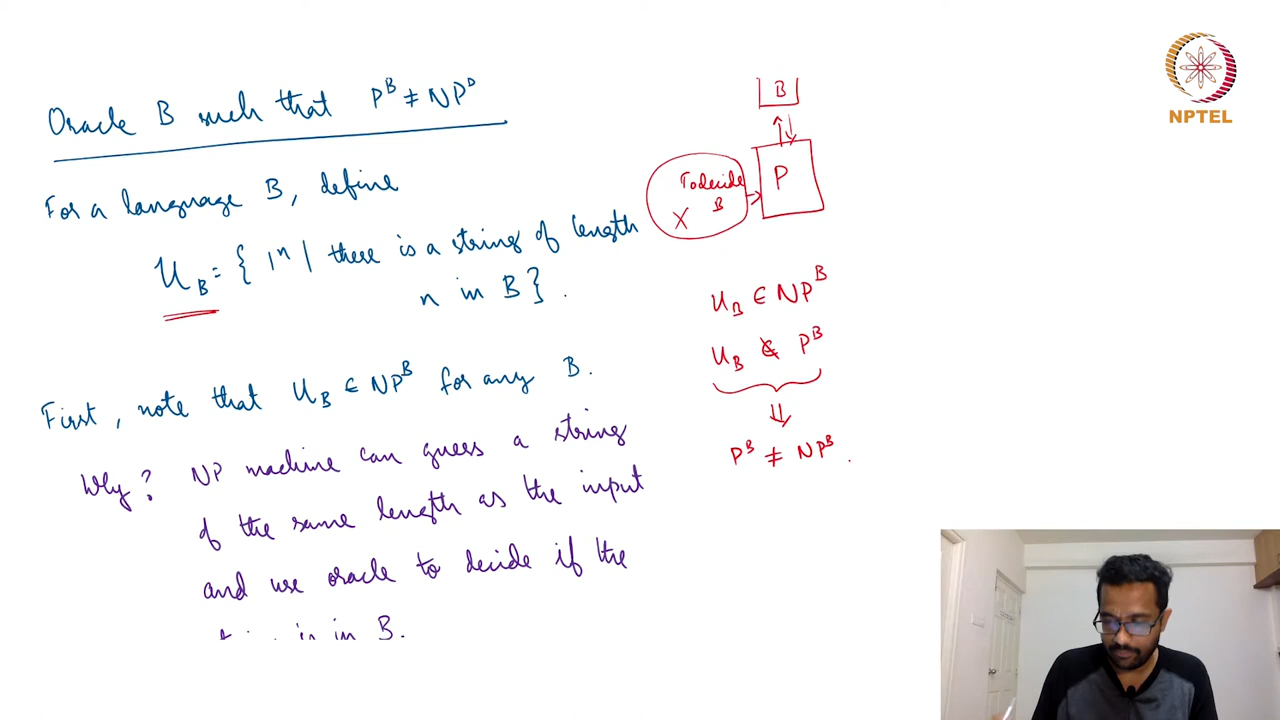 Oracle B such that P^B ≠ NP^B
For a language B, define
U_B = { 1^n | there is a string of length
n in B }.
First, note that U_B ∈ NP^B for any B.
Why? NP machine can guess a string
of the same length as the input
and use oracle to decide if the
is in B.
B
P
To decide
B
X
U_B ∈ NP^B
U_B ∉ P^B
⇓
P^B ≠ NP^B.
NPTEL